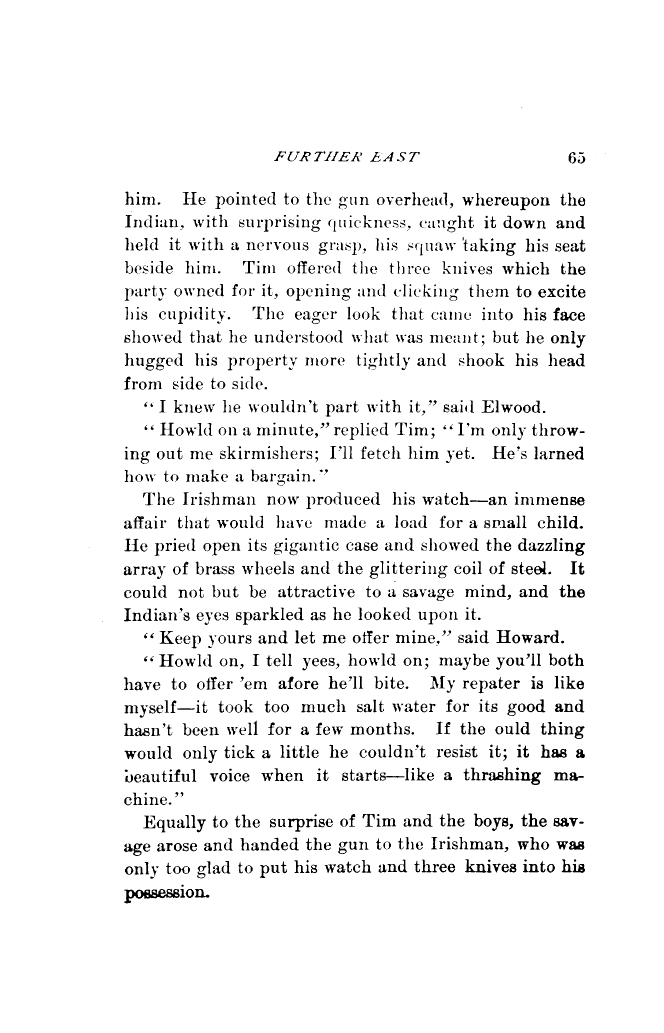 FURTHER EAST 65
him. He pointed to the gun overhead, whereupon the
Indian, with surprising quickness, caught it down and
held it with a nervous grasp, his squaw taking his seat
beside him. Tim offered the three knives which the
party owned for it, opening and clicking them to excite
his cupidity. The eager look that came into his face
showed that he understood what was meant; but he only
hugged his property more tightly and shook his head
from side to side.
“I knew he wouldn't part with it,” said Elwood.
“Howld on a minute,” replied Tim; “I'm only throw-
ing out me skirmishers; I'll fetch him yet. He's larned
how to make a bargain.”
The Irishman now produced his watch—an immense
affair that would have made a load for a small child.
He pried open its gigantic case and showed the dazzling
array of brass wheels and the glittering coil of steel. It
could not but be attractive to a savage mind, and the
Indian's eyes sparkled as he looked upon it.
“Keep yours and let me offer mine,” said Howard.
“Howld on, I tell yees, howld on; maybe you'll both
have to offer 'em afore he'll bite. My repater is like
myself—it took too much salt water for its good and
hasn't been well for a few months. If the ould thing
would only tick a little he couldn't resist it; it has a
beautiful voice when it starts—like a thrashing ma-
chine.”
Equally to the surprise of Tim and the boys, the sav-
age arose and handed the gun to the Irishman, who was
only too glad to put his watch and three knives into his
possession.